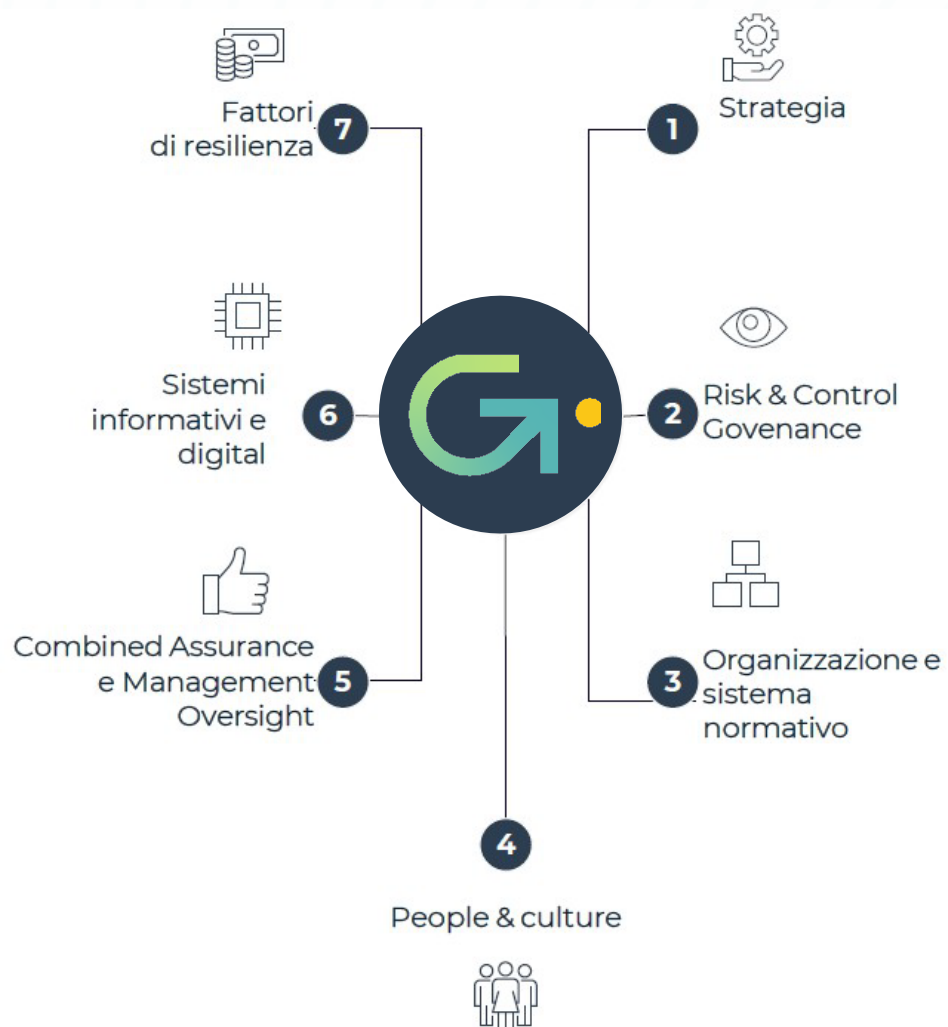 1
Strategia
2
Risk & Control
Govenance
3
Organizzazione e
sistema
normativo
4
People & culture
5
Combined Assurance
e Management
Oversight
6
Sistemi
informativi e
digital
7
Fattori
di resilienza
G